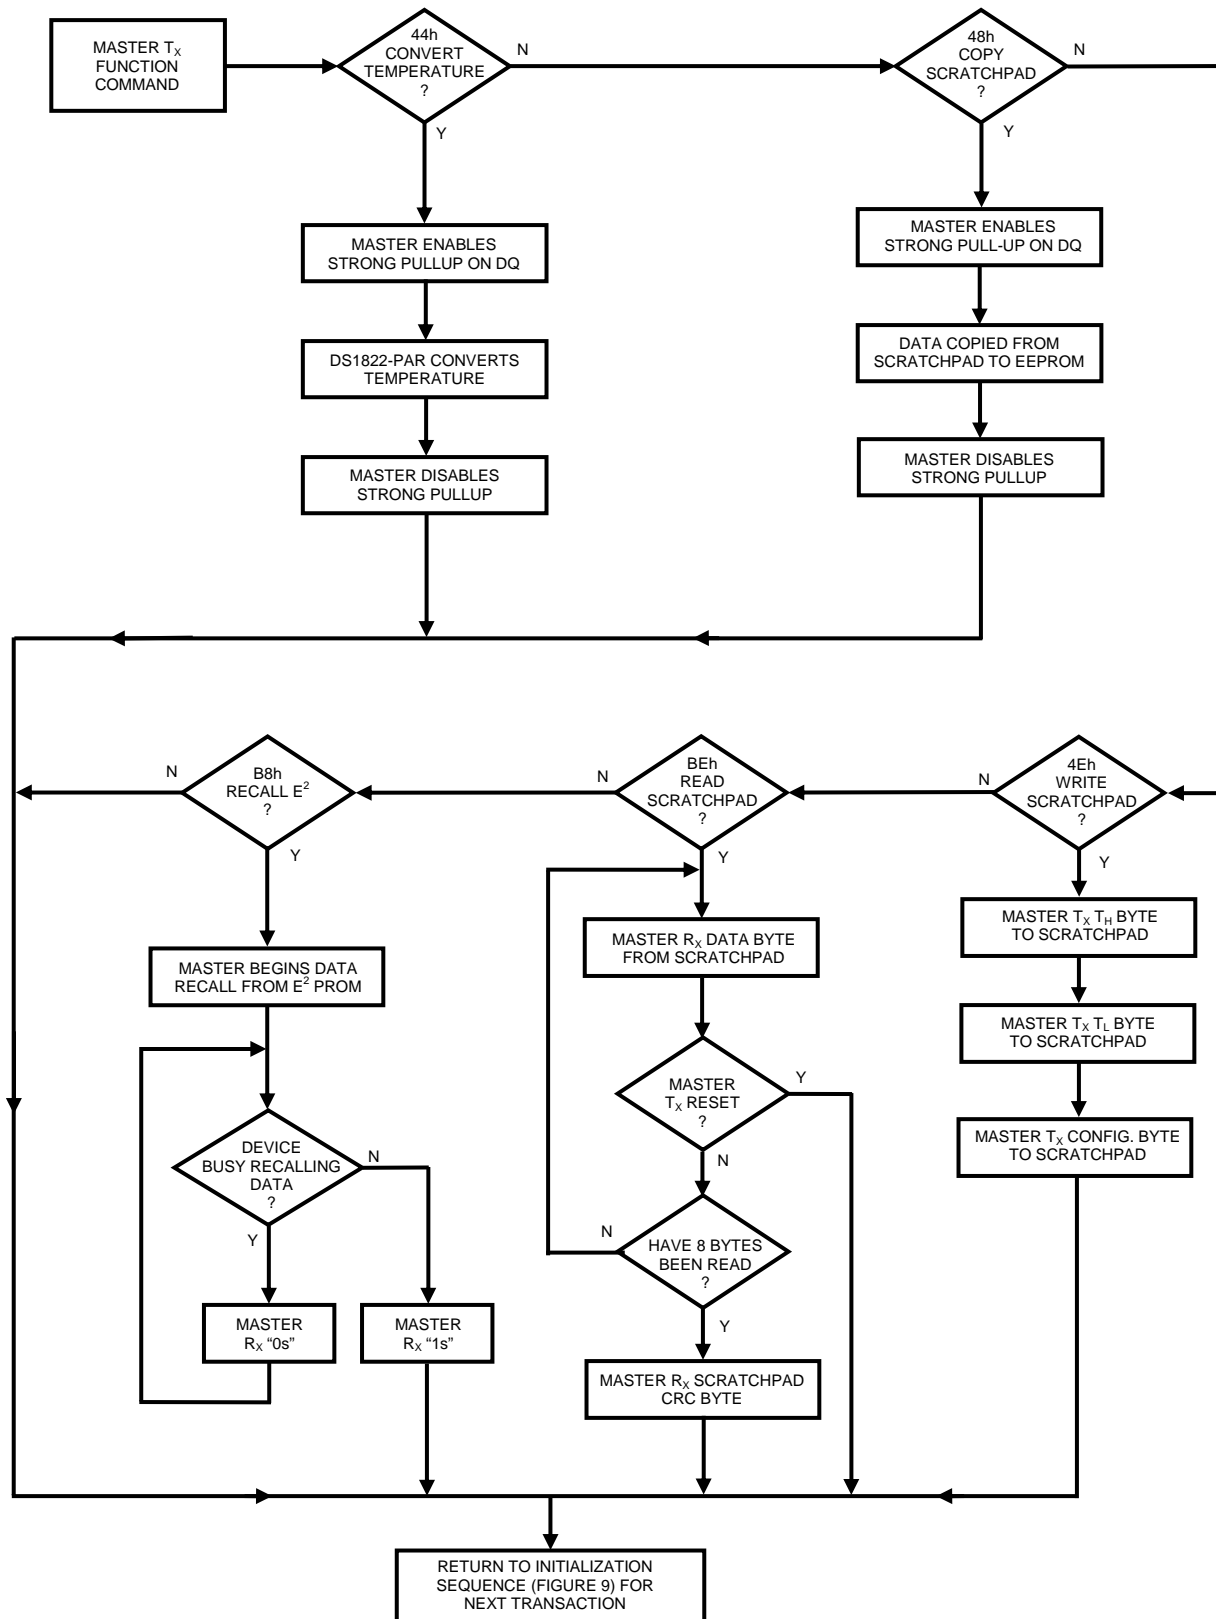 MASTER TX
FUNCTION
COMMAND
44h
CONVERT
TEMPERATURE
?
N
Y
48h
COPY
SCRATCHPAD
?
N
Y
MASTER ENABLES
STRONG PULLUP ON DQ
DS1822-PAR CONVERTS
TEMPERATURE
MASTER DISABLES
STRONG PULLUP
MASTER ENABLES
STRONG PULL-UP ON DQ
DATA COPIED FROM
SCRATCHPAD TO EEPROM
MASTER DISABLES
STRONG PULLUP
B8h
RECALL E²
?
N
Y
BEh
READ
SCRATCHPAD
?
N
Y
4Eh
WRITE
SCRATCHPAD
?
N
Y
MASTER BEGINS DATA
RECALL FROM E² PROM
DEVICE
BUSY RECALLING
DATA
?
N
Y
MASTER
RX “0s”
MASTER
RX “1s”
MASTER RX DATA BYTE
FROM SCRATCHPAD
MASTER
TX RESET
?
Y
N
HAVE 8 BYTES
BEEN READ
?
N
Y
MASTER RX SCRATCHPAD
CRC BYTE
MASTER TX TH BYTE
TO SCRATCHPAD
MASTER TX TL BYTE
TO SCRATCHPAD
MASTER TX CONFIG. BYTE
TO SCRATCHPAD
RETURN TO INITIALIZATION
SEQUENCE (FIGURE 9) FOR
NEXT TRANSACTION